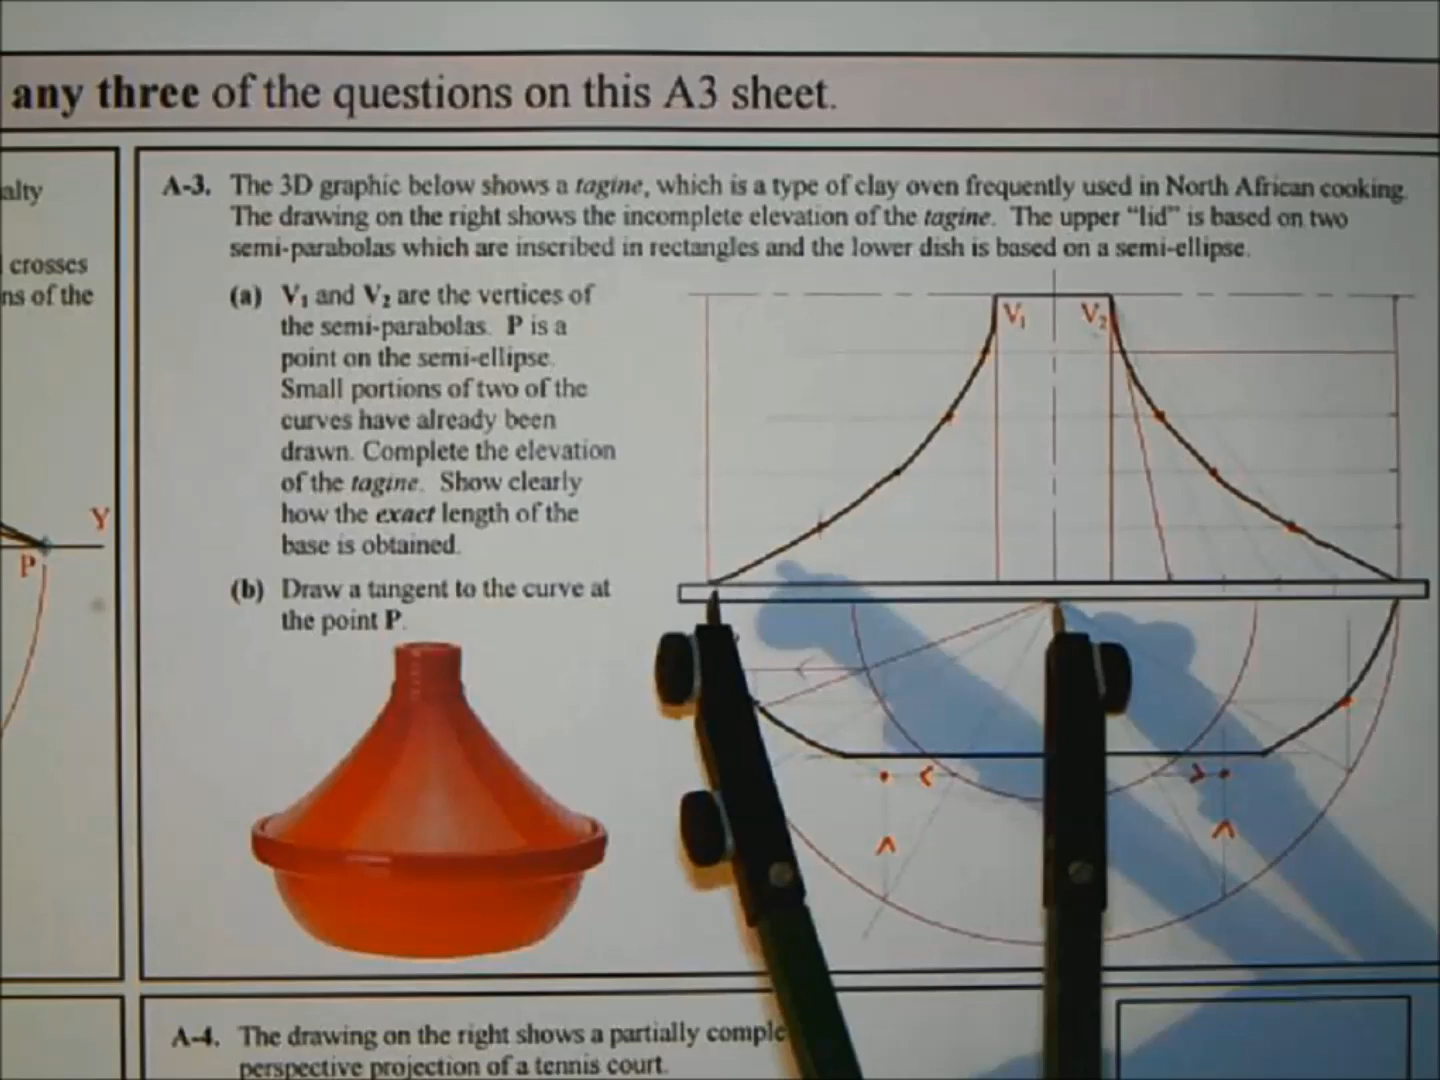 any three of the questions on this A3 sheet.
alty
crosses
ns of the
Y
P
A-3. The 3D graphic below shows a tagine, which is a type of clay oven frequently used in North African cooking.
The drawing on the right shows the incomplete elevation of the tagine. The upper “lid” is based on two
semi-parabolas which are inscribed in rectangles and the lower dish is based on a semi-ellipse.
(a) V₁ and V₂ are the vertices of
the semi-parabolas. P is a
point on the semi-ellipse.
Small portions of two of the
curves have already been
drawn. Complete the elevation
of the tagine. Show clearly
how the exact length of the
base is obtained.
(b) Draw a tangent to the curve at
the point P.
V₁ V₂
A-4. The drawing on the right shows a partially comple
perspective projection of a tennis court.